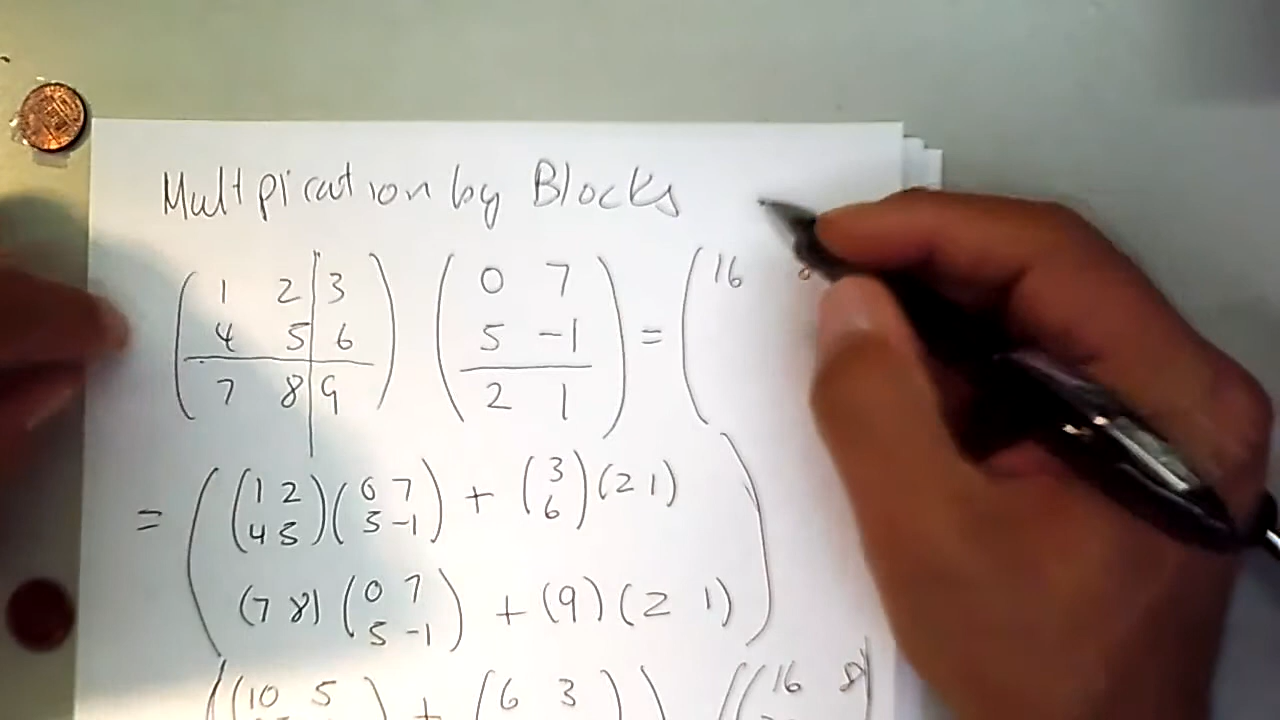 Multpication by Blocks
( 1 2 | 3 ) ( 0 7 ) = ( 16
4 5 | 6 5 -1
7 8 | 9 2 1
= ( (1 2) (0 7) + (3) (2 1)
4 5 5 -1 6
(7 8) (0 7) + (9) (2 1) )
5 -1
((10 5) + (6 3)) ((16 8)